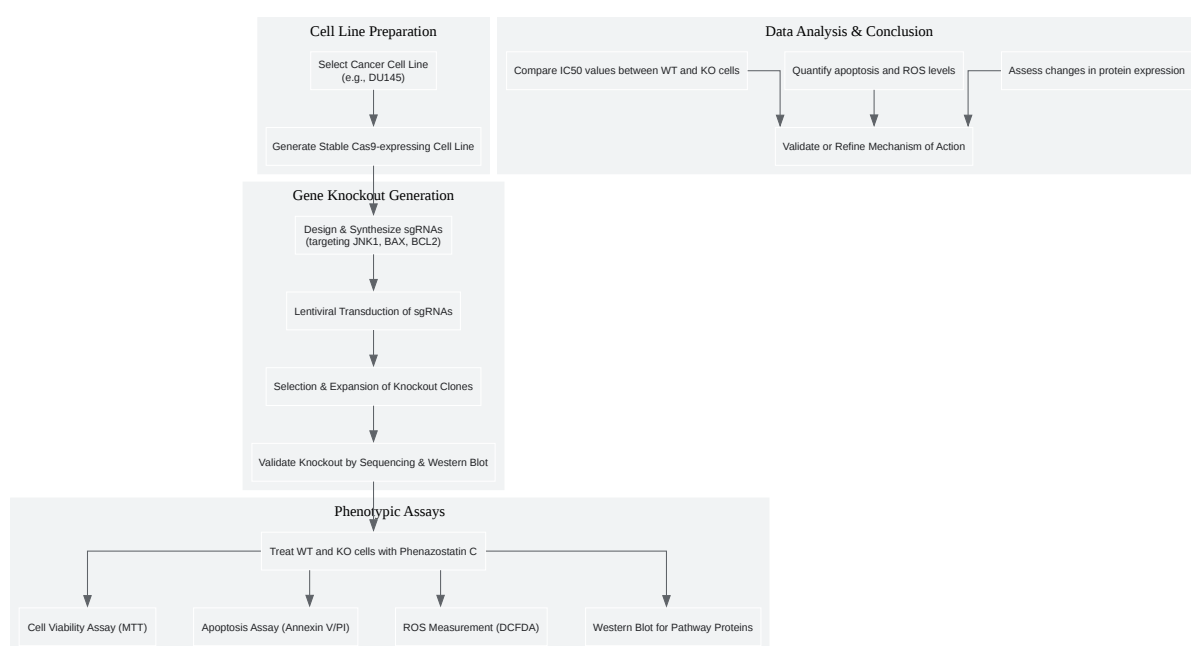 Cell Line Preparation
Select Cancer Cell Line
(e.g., DU145)
Generate Stable Cas9-expressing Cell Line
Data Analysis & Conclusion
Compare IC50 values between WT and KO cells
Quantify apoptosis and ROS levels
Assess changes in protein expression
Validate or Refine Mechanism of Action
Gene Knockout Generation
Design & Synthesize sgRNAs
(targeting JNK1, BAX, BCL2)
Lentiviral Transduction of sgRNAs
Selection & Expansion of Knockout Clones
Validate Knockout by Sequencing & Western Blot
Phenotypic Assays
Treat WT and KO cells with Phenazostatin C
Cell Viability Assay (MTT)
Apoptosis Assay (Annexin V/PI)
ROS Measurement (DCFDA)
Western Blot for Pathway Proteins